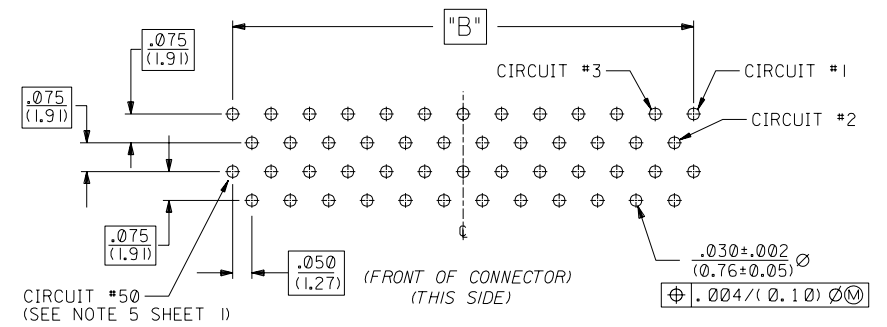 "B"
.075
(1.91)
CIRCUIT #3
CIRCUIT #1
.075
(1.91)
CIRCUIT #2
.075
(1.91)
.050
(1.27)
(FRONT OF CONNECTOR)
(THIS SIDE)
℄
.030±.002
(0.76±0.05) Ø
CIRCUIT #50
(SEE NOTE 5 SHEET 1)
⌖ .004/(0.10) Ø Ⓜ